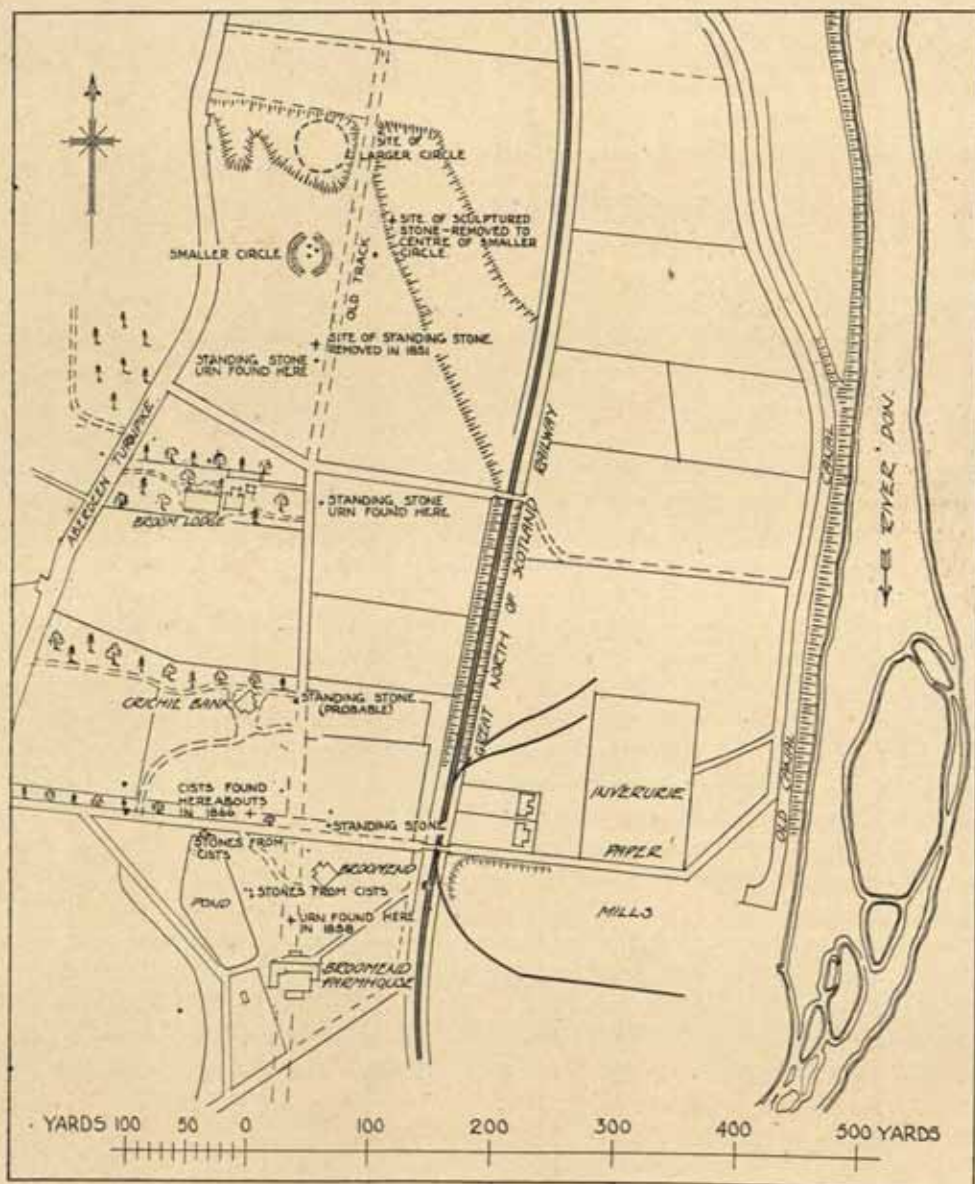 SITE OF
LARGER CIRCLE
SITE OF SCULPTURED
STONE – REMOVED TO
CENTRE OF SMALLER
CIRCLE.
SMALLER CIRCLE
OLD TRACK
SITE OF STANDING STONE
REMOVED IN 1851
STANDING STONE
URN FOUND HERE
ABERDEEN TURNPIKE
BROOM LODGE
STANDING STONE
URN FOUND HERE
GREAT NORTH OF SCOTLAND RAILWAY
CANAL
RIVER DON.
CRICHIE BANK
STANDING STONE
(PROBABLE)
CISTS FOUND
HEREABOUTS
IN 1866
STANDING STONE
STONES FROM
CISTS
BROOMEND
STONES FROM CISTS
POND
URN FOUND HERE
IN 1858
BROOMEND
FARMHOUSE
INVERURIE
PAPER
MILLS
OLD CANAL
YARDS 100 50 0 100 200 300 400 500 YARDS